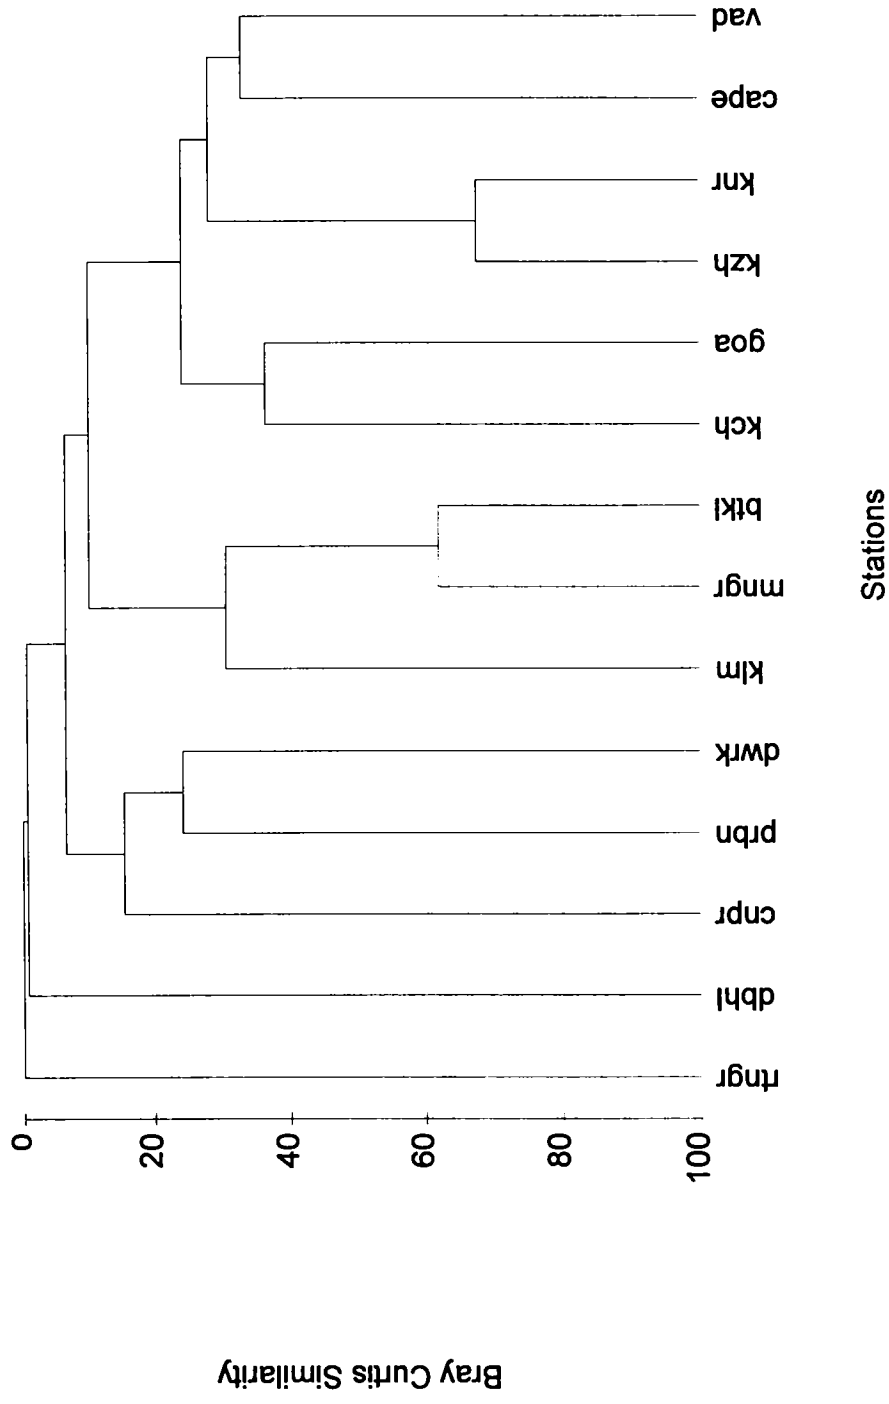 vad
cape
knr
kzh
goa
kch
btkl
mngr
klm
dwrk
prbn
cnpr
dbhl
rtngr
Stations
0
20
40
60
80
100
Bray Curtis Similarity